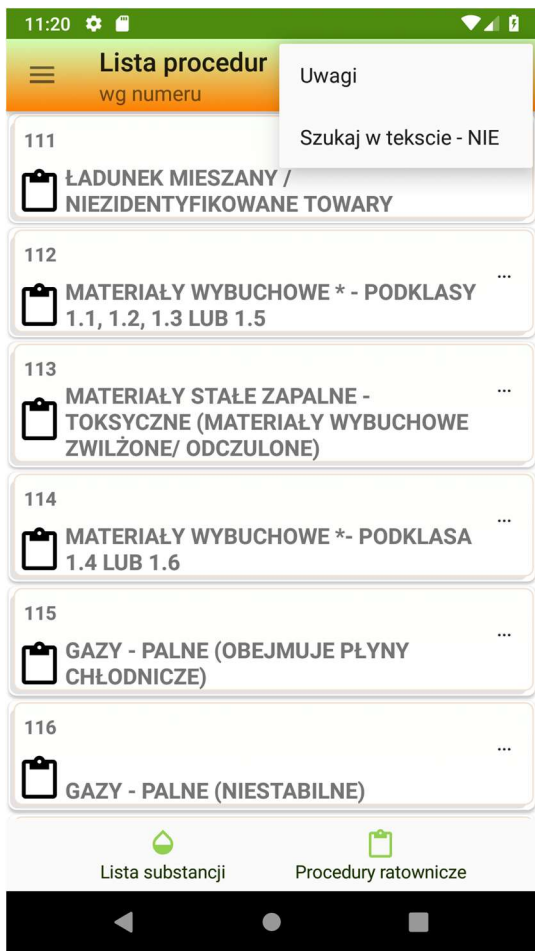 11:20
Lista procedur
wg numeru
Uwagi
Szukaj w tekscie - NIE
111
ŁADUNEK MIESZANY /
NIEZIDENTYFIKOWANE TOWARY
112
...
MATERIAŁY WYBUCHOWE * - PODKLASY
1.1, 1.2, 1.3 LUB 1.5
113
...
MATERIAŁY STAŁE ZAPALNE -
TOKSYCZNE (MATERIAŁY WYBUCHOWE
ZWILŻONE/ ODCZULONE)
114
...
MATERIAŁY WYBUCHOWE *- PODKLASA
1.4 LUB 1.6
115
...
GAZY - PALNE (OBEJMUJE PŁYNY
CHŁODNICZE)
116
...
GAZY - PALNE (NIESTABILNE)
Lista substancji
Procedury ratownicze